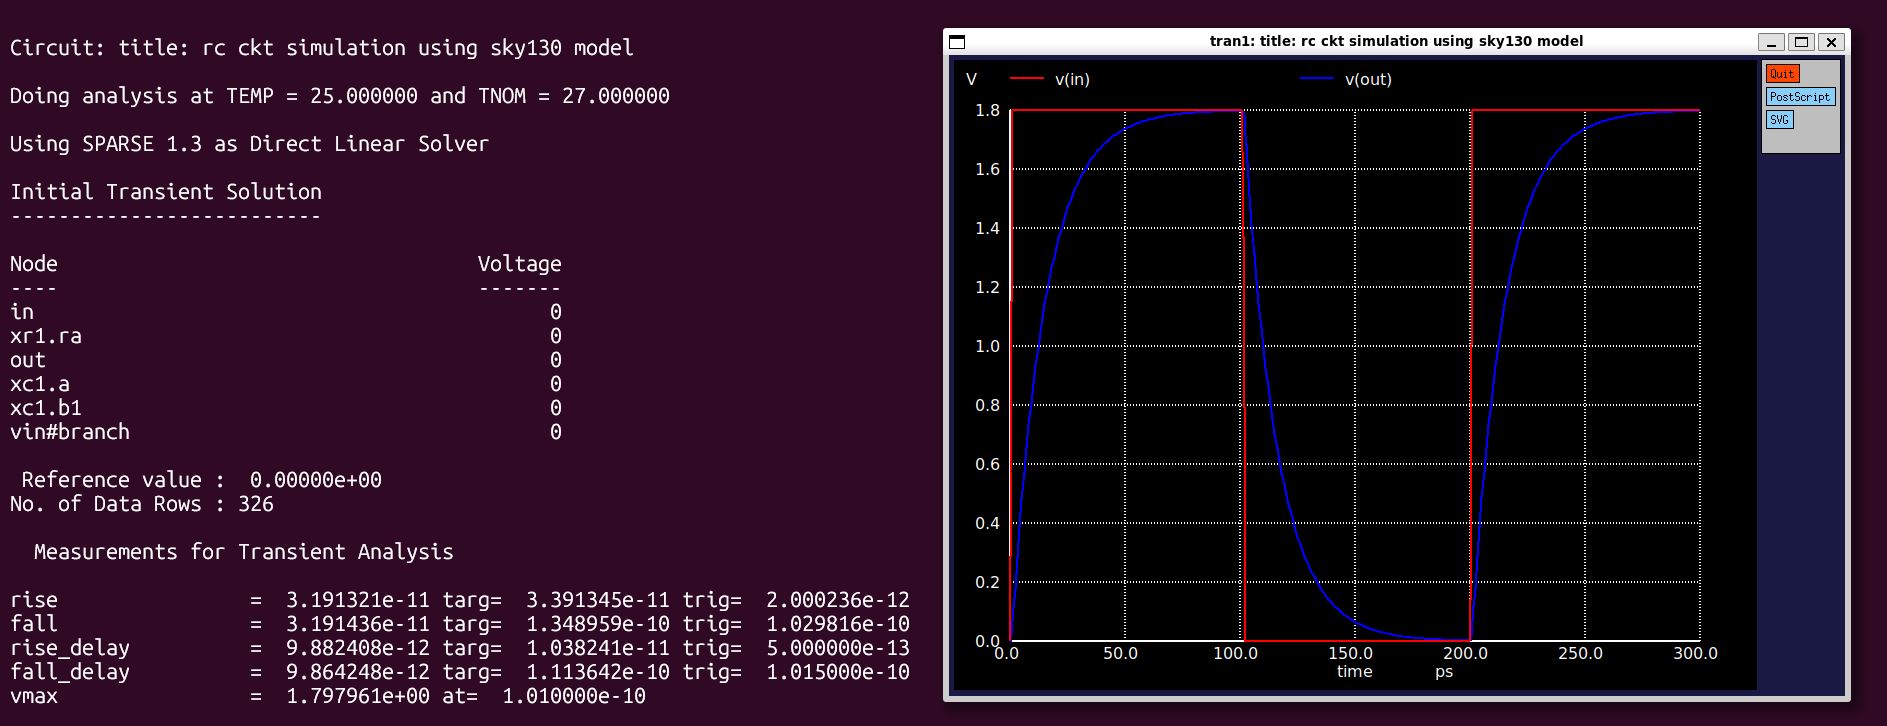 Circuit: title: rc ckt simulation using sky130 model
Doing analysis at TEMP = 25.000000 and TNOM = 27.000000
Using SPARSE 1.3 as Direct Linear Solver
Initial Transient Solution
--------------------------
Node Voltage
---- -------
in 0
xr1.ra 0
out 0
xc1.a 0
xc1.b1 0
vin#branch 0
Reference value : 0.00000e+00
No. of Data Rows : 326
Measurements for Transient Analysis
rise = 3.191321e-11 targ= 3.391345e-11 trig= 2.000236e-12
fall = 3.191436e-11 targ= 1.348959e-10 trig= 1.029816e-10
rise_delay = 9.882408e-12 targ= 1.038241e-11 trig= 5.000000e-13
fall_delay = 9.864248e-12 targ= 1.113642e-10 trig= 1.015000e-10
vmax = 1.797961e+00 at= 1.010000e-10
tran1: title: rc ckt simulation using sky130 model
V v(in) v(out)
Quit
PostScript
SVG
1.8
1.6
1.4
1.2
1.0
0.8
0.6
0.4
0.2
0.0
0.0 50.0 100.0 150.0 200.0 250.0 300.0
time ps